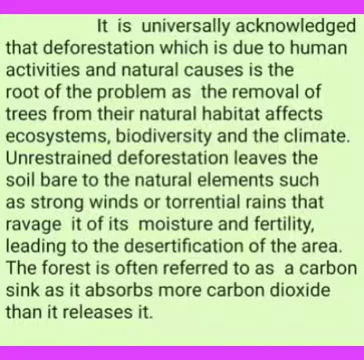 It is universally acknowledged
that deforestation which is due to human
activities and natural causes is the
root of the problem as the removal of
trees from their natural habitat affects
ecosystems, biodiversity and the climate.
Unrestrained deforestation leaves the
soil bare to the natural elements such
as strong winds or torrential rains that
ravage it of its moisture and fertility,
leading to the desertification of the area.
The forest is often referred to as a carbon
sink as it absorbs more carbon dioxide
than it releases it.